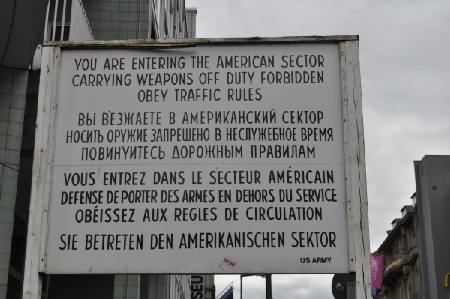 YOU ARE ENTERING THE AMERICAN SECTOR
CARRYING WEAPONS OFF DUTY FORBIDDEN
OBEY TRAFFIC RULES
ВЫ ВЪЕЗЖАЕТЕ В АМЕРИКАНСКИЙ СЕКТОР
НОСИТЬ ОРУЖИЕ ЗАПРЕЩЕНО В НЕСЛУЖЕБНОЕ ВРЕМЯ
ПОВИНУЙТЕСЬ ДОРОЖНЫМ ПРАВИЛАМ
VOUS ENTREZ DANS LE SECTEUR AMÉRICAIN
DÉFENSE DE PORTER DES ARMES EN DEHORS DU SERVICE
OBÉISSEZ AUX RÈGLES DE CIRCULATION
SIE BETRETEN DEN AMERIKANISCHEN SEKTOR
US ARMY